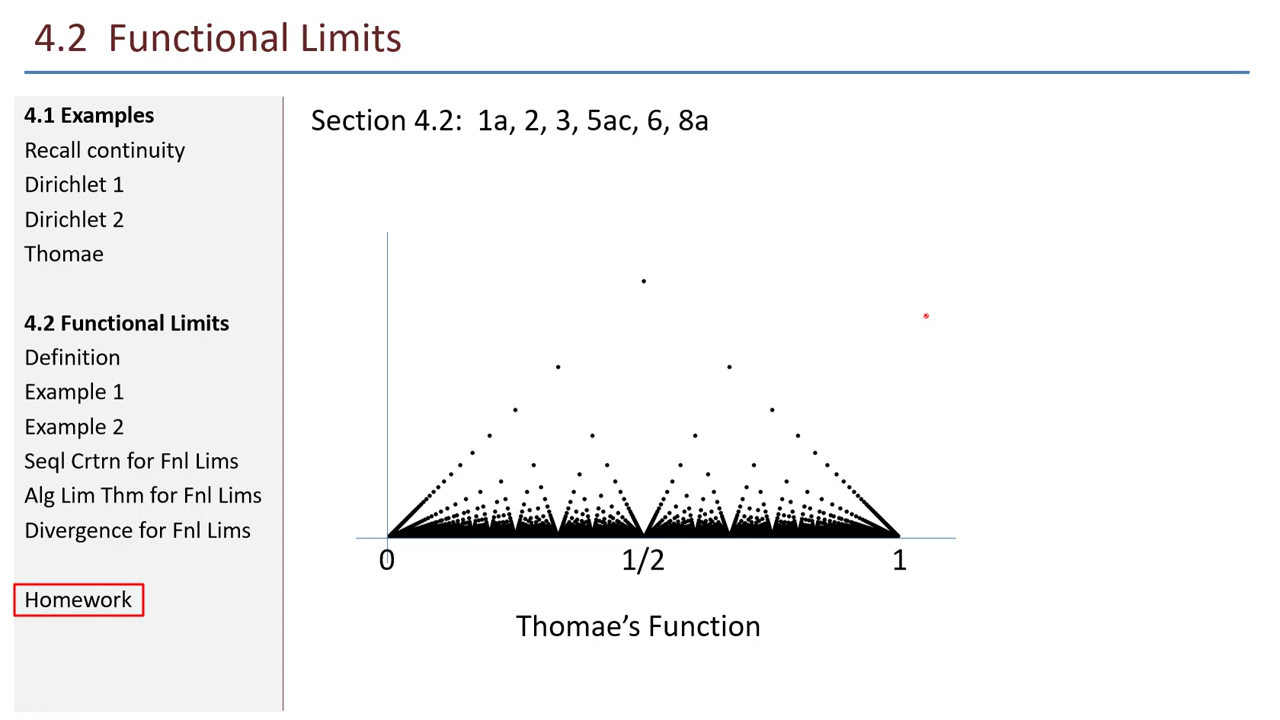 4.2 Functional Limits
4.1 Examples
Recall continuity
Dirichlet 1
Dirichlet 2
Thomae
4.2 Functional Limits
Definition
Example 1
Example 2
Seql Crtrn for Fnl Lims
Alg Lim Thm for Fnl Lims
Divergence for Fnl Lims
Homework
Section 4.2: 1a, 2, 3, 5ac, 6, 8a
0 1/2 1
Thomae’s Function